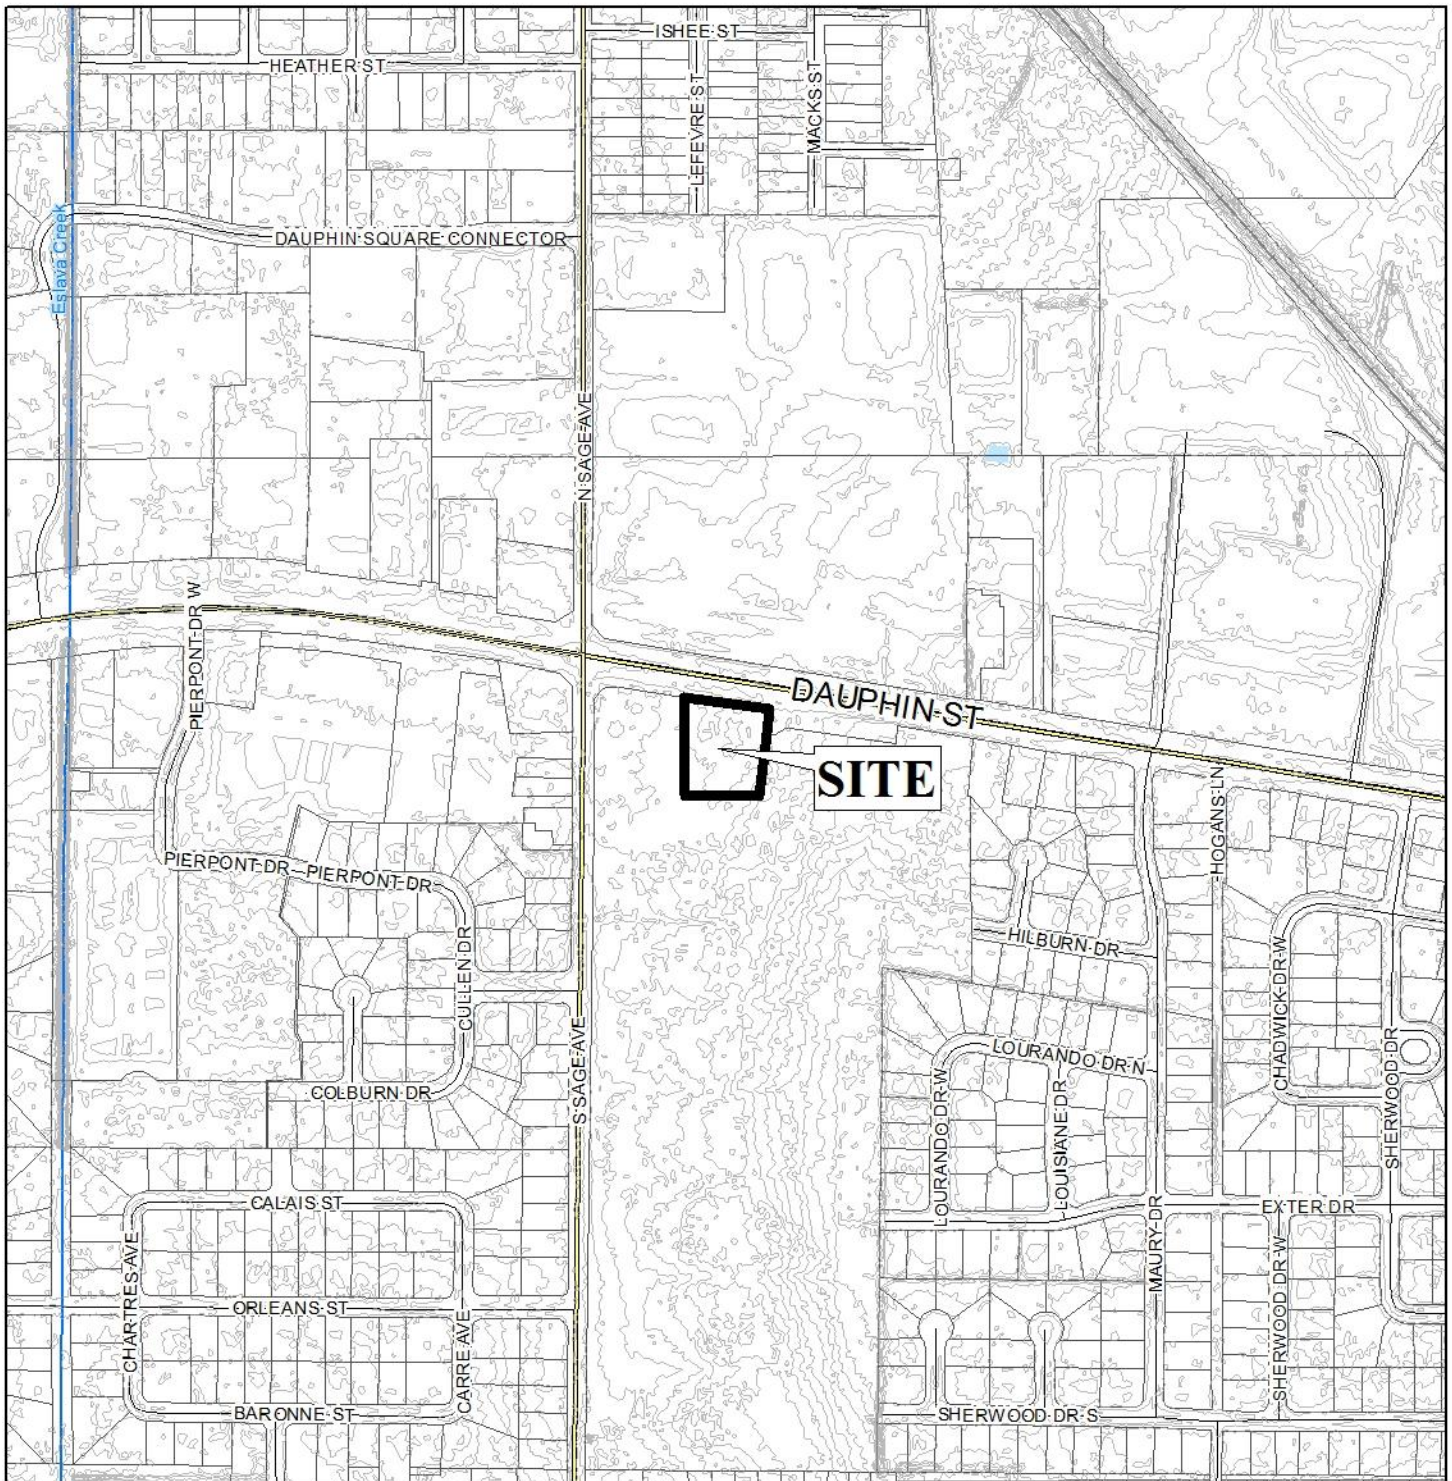 ISHEE ST
HEATHER ST
LEFEVRE ST
MACKS ST
Eslava Creek
DAUPHIN SQUARE CONNECTOR
N SAGE AVE
PIERPONT DR W
DAUPHIN ST
SITE
HOGANS LN
PIERPONT DR
PIERPONT DR
CULLEN DR
HILBURN DR
CHADWICK DR W
S SAGE AVE
LOURANDO DR N
SHERWOOD DR
COLBURN DR
LOURANDO DR W
LOUISIANE DR
CALAIS ST
EXTER DR
MAURY DR
CHARTRES AVE
ORLEANS ST
CARRE AVE
SHERWOOD DR W
BARONNE ST
SHERWOOD DR S